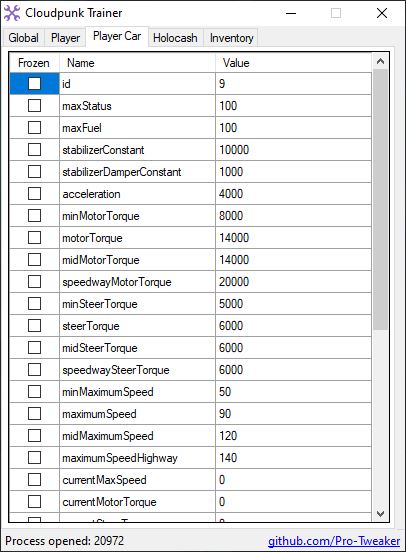 Cloudpunk Trainer
Global Player Player Car Holocash Inventory
Frozen Name Value
id 9
maxStatus 100
maxFuel 100
stabilizerConstant 10000
stabilizerDamperConstant 1000
acceleration 4000
minMotorTorque 8000
motorTorque 14000
midMotorTorque 14000
speedwayMotorTorque 20000
minSteerTorque 5000
steerTorque 6000
midSteerTorque 6000
speedwaySteerTorque 6000
minMaximumSpeed 50
maximumSpeed 90
midMaximumSpeed 120
maximumSpeedHighway 140
currentMaxSpeed 0
currentMotorTorque 0
Process opened: 20972 github.com/Pro-Tweaker